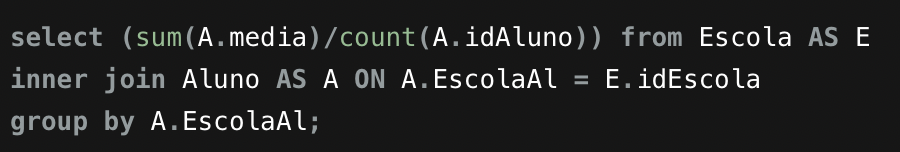 select (sum(A.media)/count(A.idAluno)) from Escola AS E
inner join Aluno AS A ON A.EscolaAl = E.idEscola
group by A.EscolaAl;